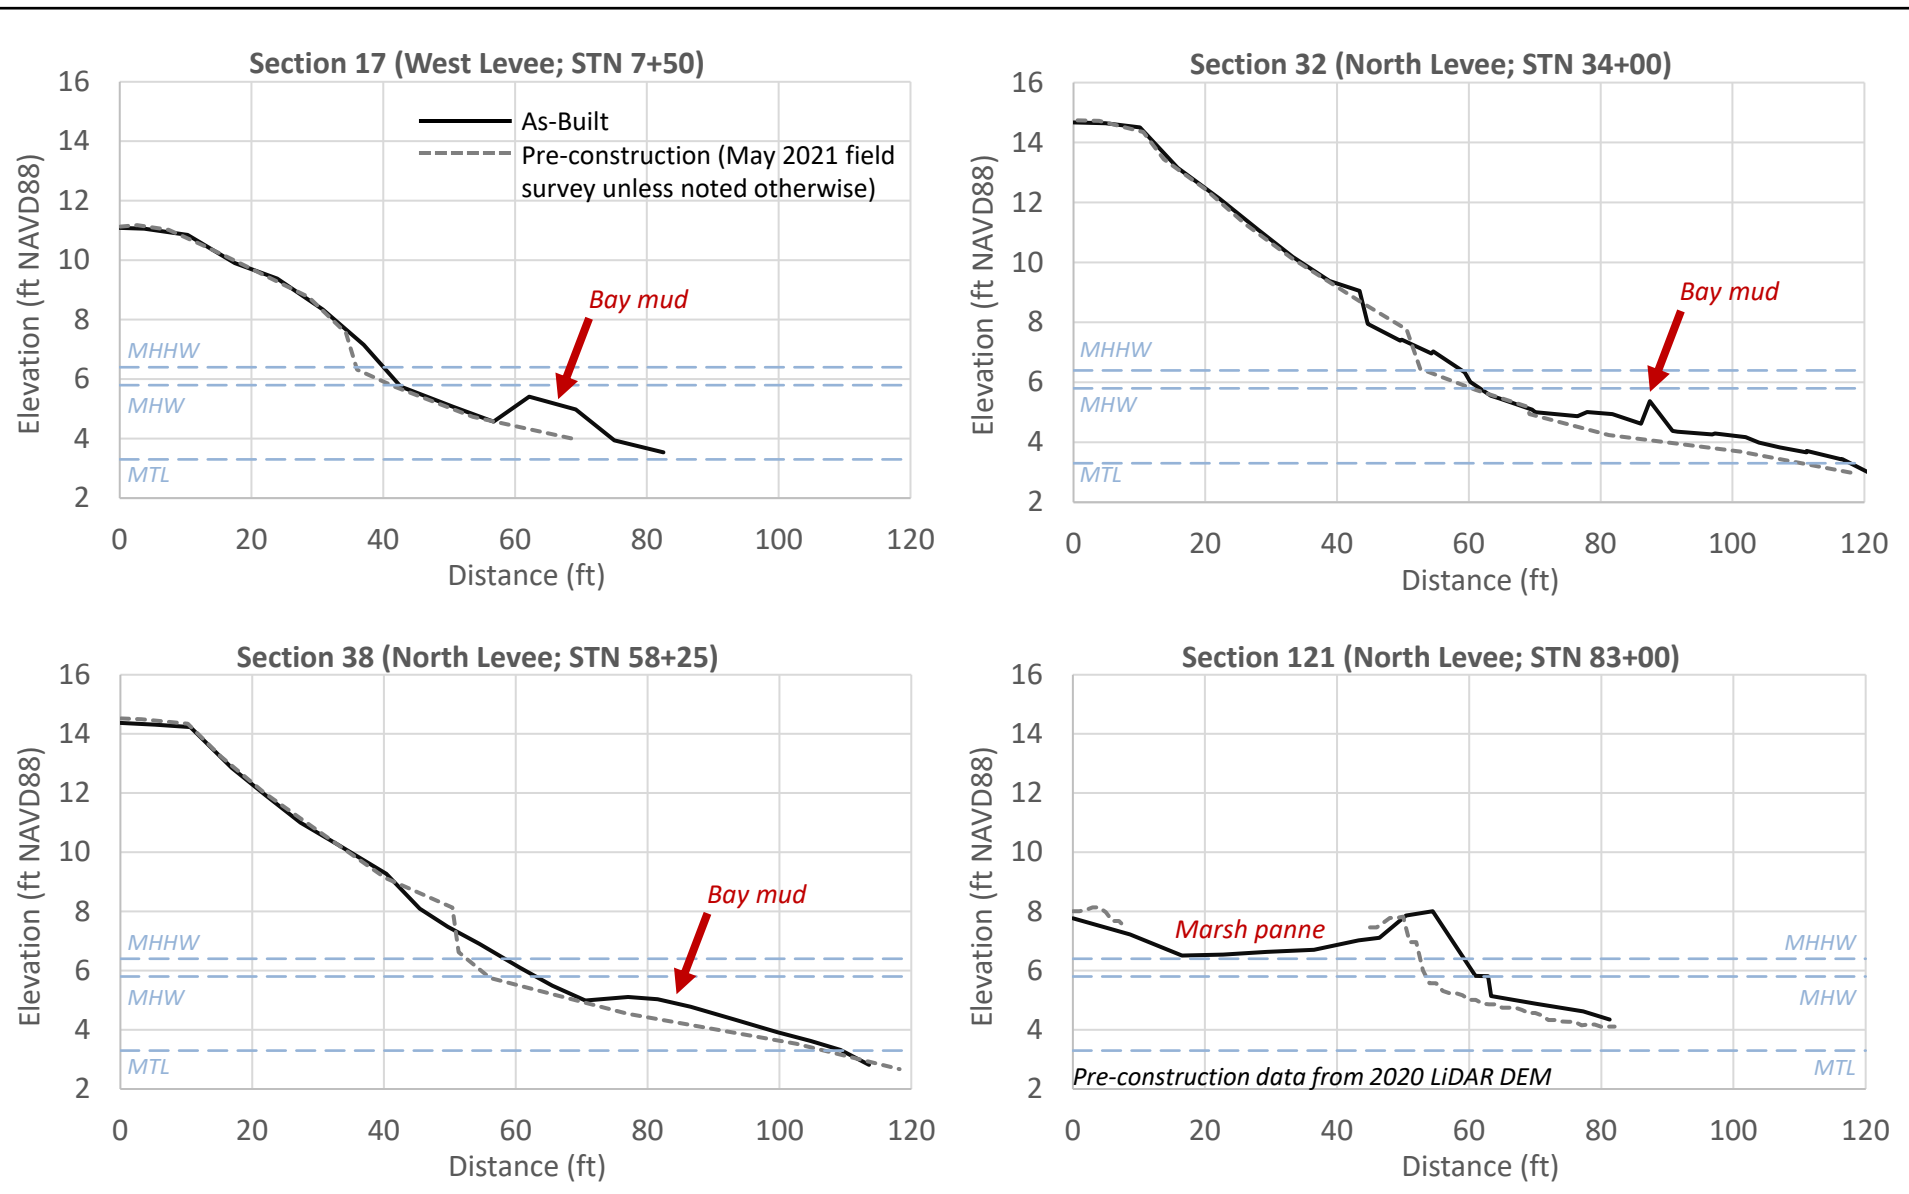 Section 17 (West Levee; STN 7+50)
16
14
12
10
8
6
4
2
Elevation (ft NAVD88)
As-Built
Pre-construction (May 2021 field
survey unless noted otherwise)
Bay mud
MHHW
MHW
MTL
0 20 40 60 80 100 120
Distance (ft)
Section 32 (North Levee; STN 34+00)
16
14
12
10
8
6
4
2
Elevation (ft NAVD88)
Bay mud
MHHW
MHW
MTL
0 20 40 60 80 100 120
Distance (ft)
Section 38 (North Levee; STN 58+25)
16
14
12
10
8
6
4
2
Elevation (ft NAVD88)
Bay mud
MHHW
MHW
MTL
0 20 40 60 80 100 120
Distance (ft)
Section 121 (North Levee; STN 83+00)
16
14
12
10
8
6
4
2
Elevation (ft NAVD88)
Marsh panne
MHHW
MHW
MTL
Pre-construction data from 2020 LiDAR DEM
0 20 40 60 80 100 120
Distance (ft)